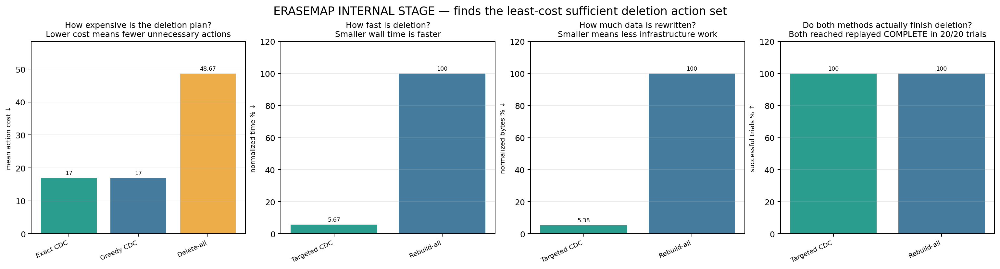 ERASEMAP INTERNAL STAGE — finds the least-cost sufficient deletion action set
How expensive is the deletion plan?
Lower cost means fewer unnecessary actions
mean action cost ↓
50
40
30
20
10
0
17
17
48.67
Exact CDC
Greedy CDC
Delete-all
How fast is deletion?
Smaller wall time is faster
normalized time % ↓
120
100
80
60
40
20
0
5.67
100
Targeted CDC
Rebuild-all
How much data is rewritten?
Smaller means less infrastructure work
normalized bytes % ↓
120
100
80
60
40
20
0
5.38
100
Targeted CDC
Rebuild-all
Do both methods actually finish deletion?
Both reached replayed COMPLETE in 20/20 trials
successful trials % ↑
120
100
80
60
40
20
0
100
100
Targeted CDC
Rebuild-all